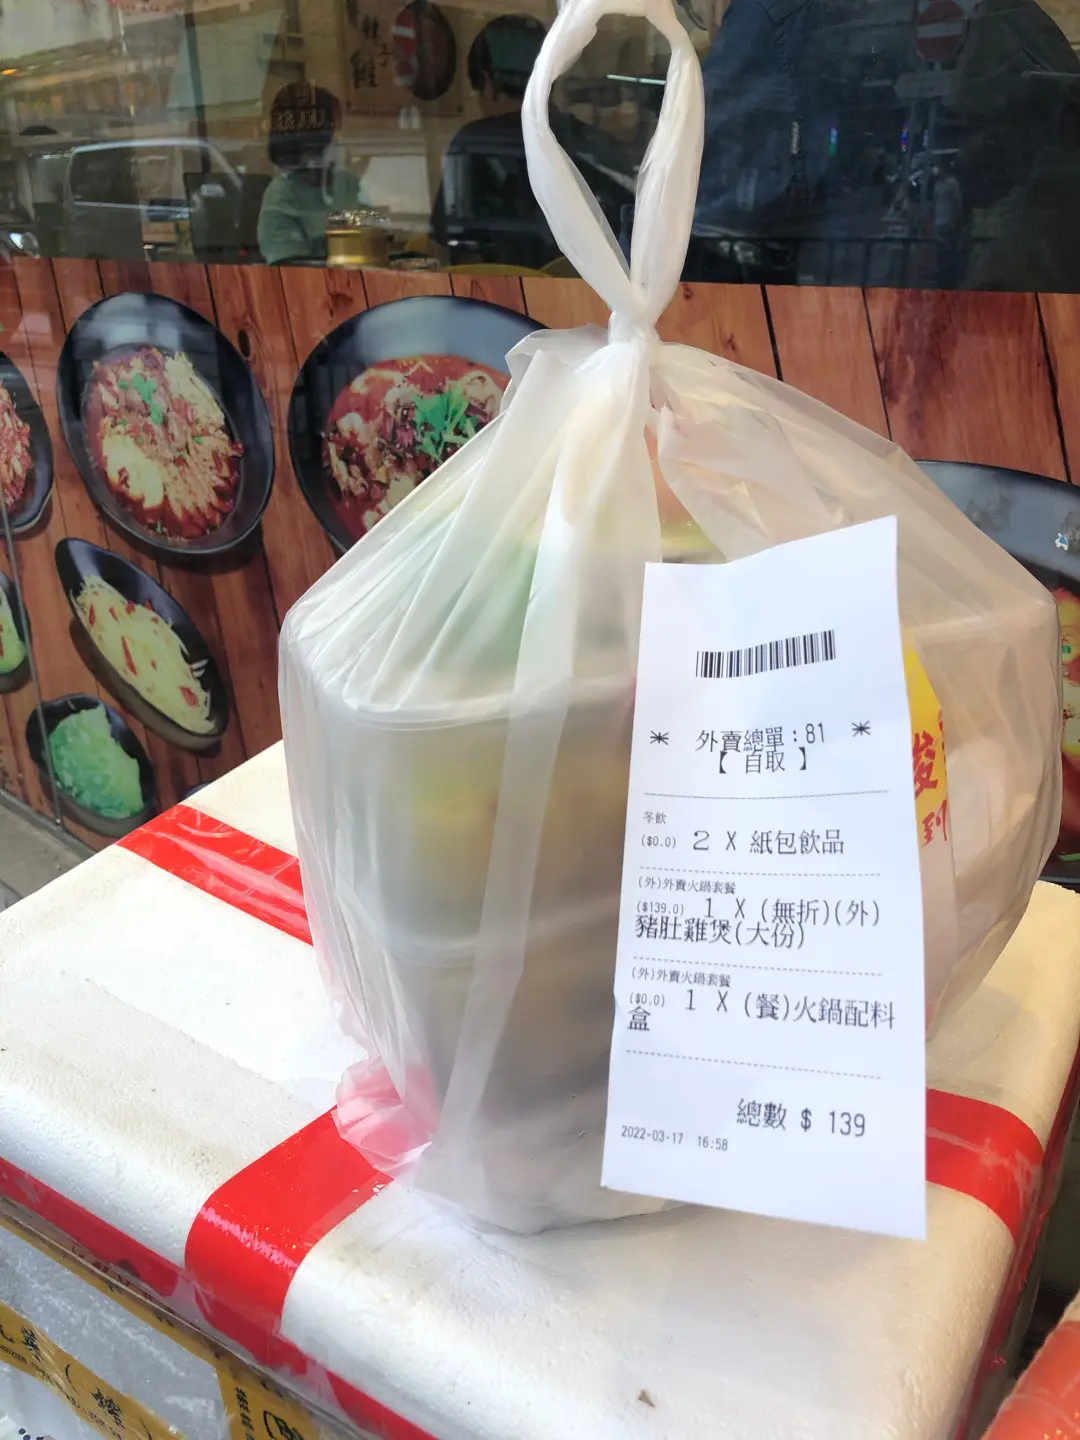 * 外賣總單:81 *
【 自取 】
冬飲
($0.0) 2 X 紙包飲品
(外)外賣火鍋套餐
($139.0) 1 X (無折)(外)
豬肚雞煲(大份)
(外)外賣火鍋套餐
($0.0) 1 X (餐)火鍋配料
盒
總數 $ 139
2022-03-17 16:58
到